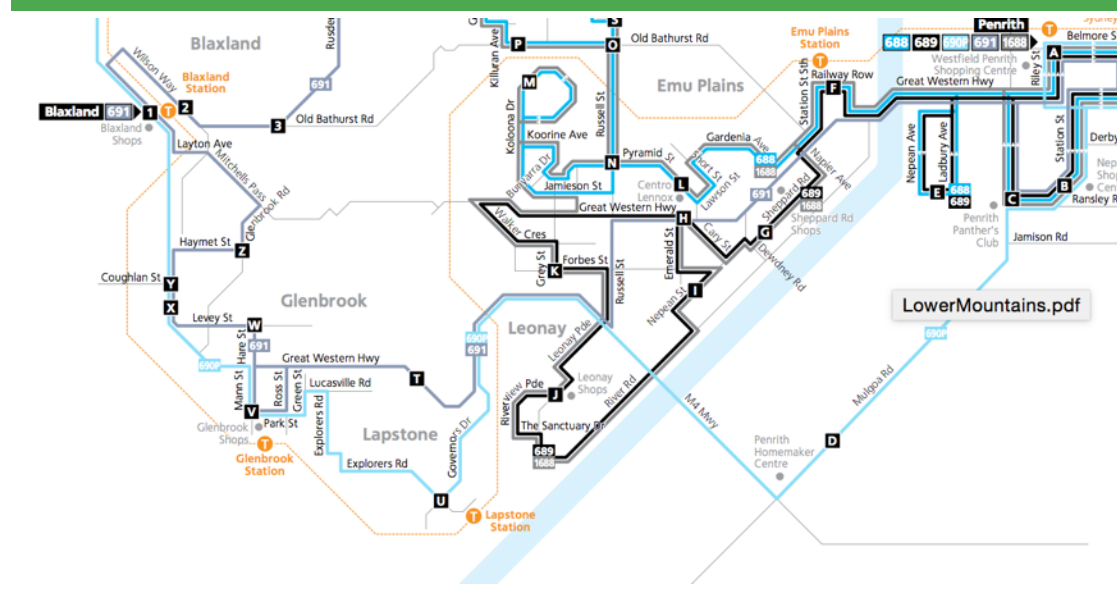 Penrith
Sydney
688 689 690P 691 1688
Belmore S
Riley St
A
Westfield Penrith
Shopping Centre
Great Western Hwy
Emu Plains
Station
T
Railway Row
Station St Sth
F
Killuran Ave
P
O
S
Old Bathurst Rd
Emu Plains
Russell St
M
Koloona Dr
Koorine Ave
Jamieson St
N
Pyramid St
L
Centro
Lennox
Gardenia Ave
688
1688
Lawson St
691
Napier Ave
Sheppard Rd
689
1688
Sheppard Rd
Shops
G
Dewdney Rd
Cary St
H
Great Western Hwy
Emerald St
I
Nepean St
Walker Cres
Grey St
K
Forbes St
Russell St
Leonay
Leonay Pde
Leonay
Shops
J
Riverview Pde
The Sanctuary Dr
River Rd
689
1688
M4 Mwy
Nepean Ave
Ladbury Ave
E
688
689
Penrith
Panther's
Club
C
B
Station St
Derby
Nep
Shop
Cen
Ransley R
Jamison Rd
LowerMountains.pdf
690P
Mulgoa Rd
D
Penrith
Homemaker
Centre
Blaxland
Rusden
691
Wilson Way
Blaxland
Station
T
2
3
Old Bathurst Rd
Blaxland 691
1
Blaxland
Shops
Layton Ave
Mitchells Pass
Glenbrook Rd
Haymet St
Z
Coughlan St
Y
X
Glenbrook
Levey St
W
Hare St
691
690P
Great Western Hwy
T
690P
691
Mann St
Ross St
Green St
Lucasville Rd
V
Park St
Glenbrook
Shops
T
Glenbrook
Station
Explorers Rd
Explorers Rd
Lapstone
Governors Dr
U
T
Lapstone
Station